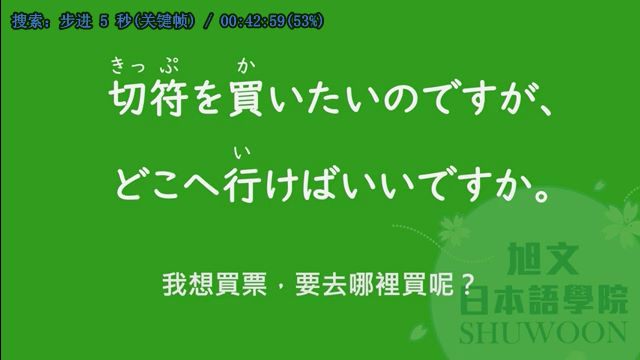 搜索: 步进 5 秒(关键帧) / 00:42:59(53%)
きっぷ か
切符を買いたいのですが、
い
どこへ行けばいいですか。
我想買票，要去哪裡買呢？
旭文
日本語學院
SHUWOON